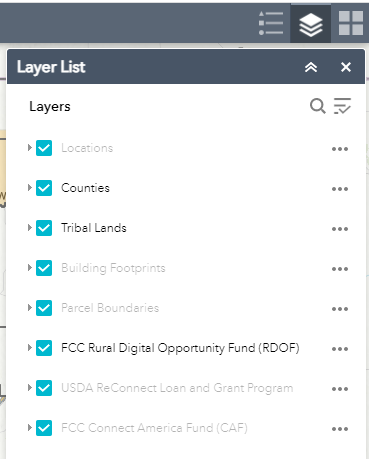 Layer List
Layers
Locations
Counties
Tribal Lands
Building Footprints
Parcel Boundaries
FCC Rural Digital Opportunity Fund (RDOF)
USDA ReConnect Loan and Grant Program
FCC Connect America Fund (CAF)